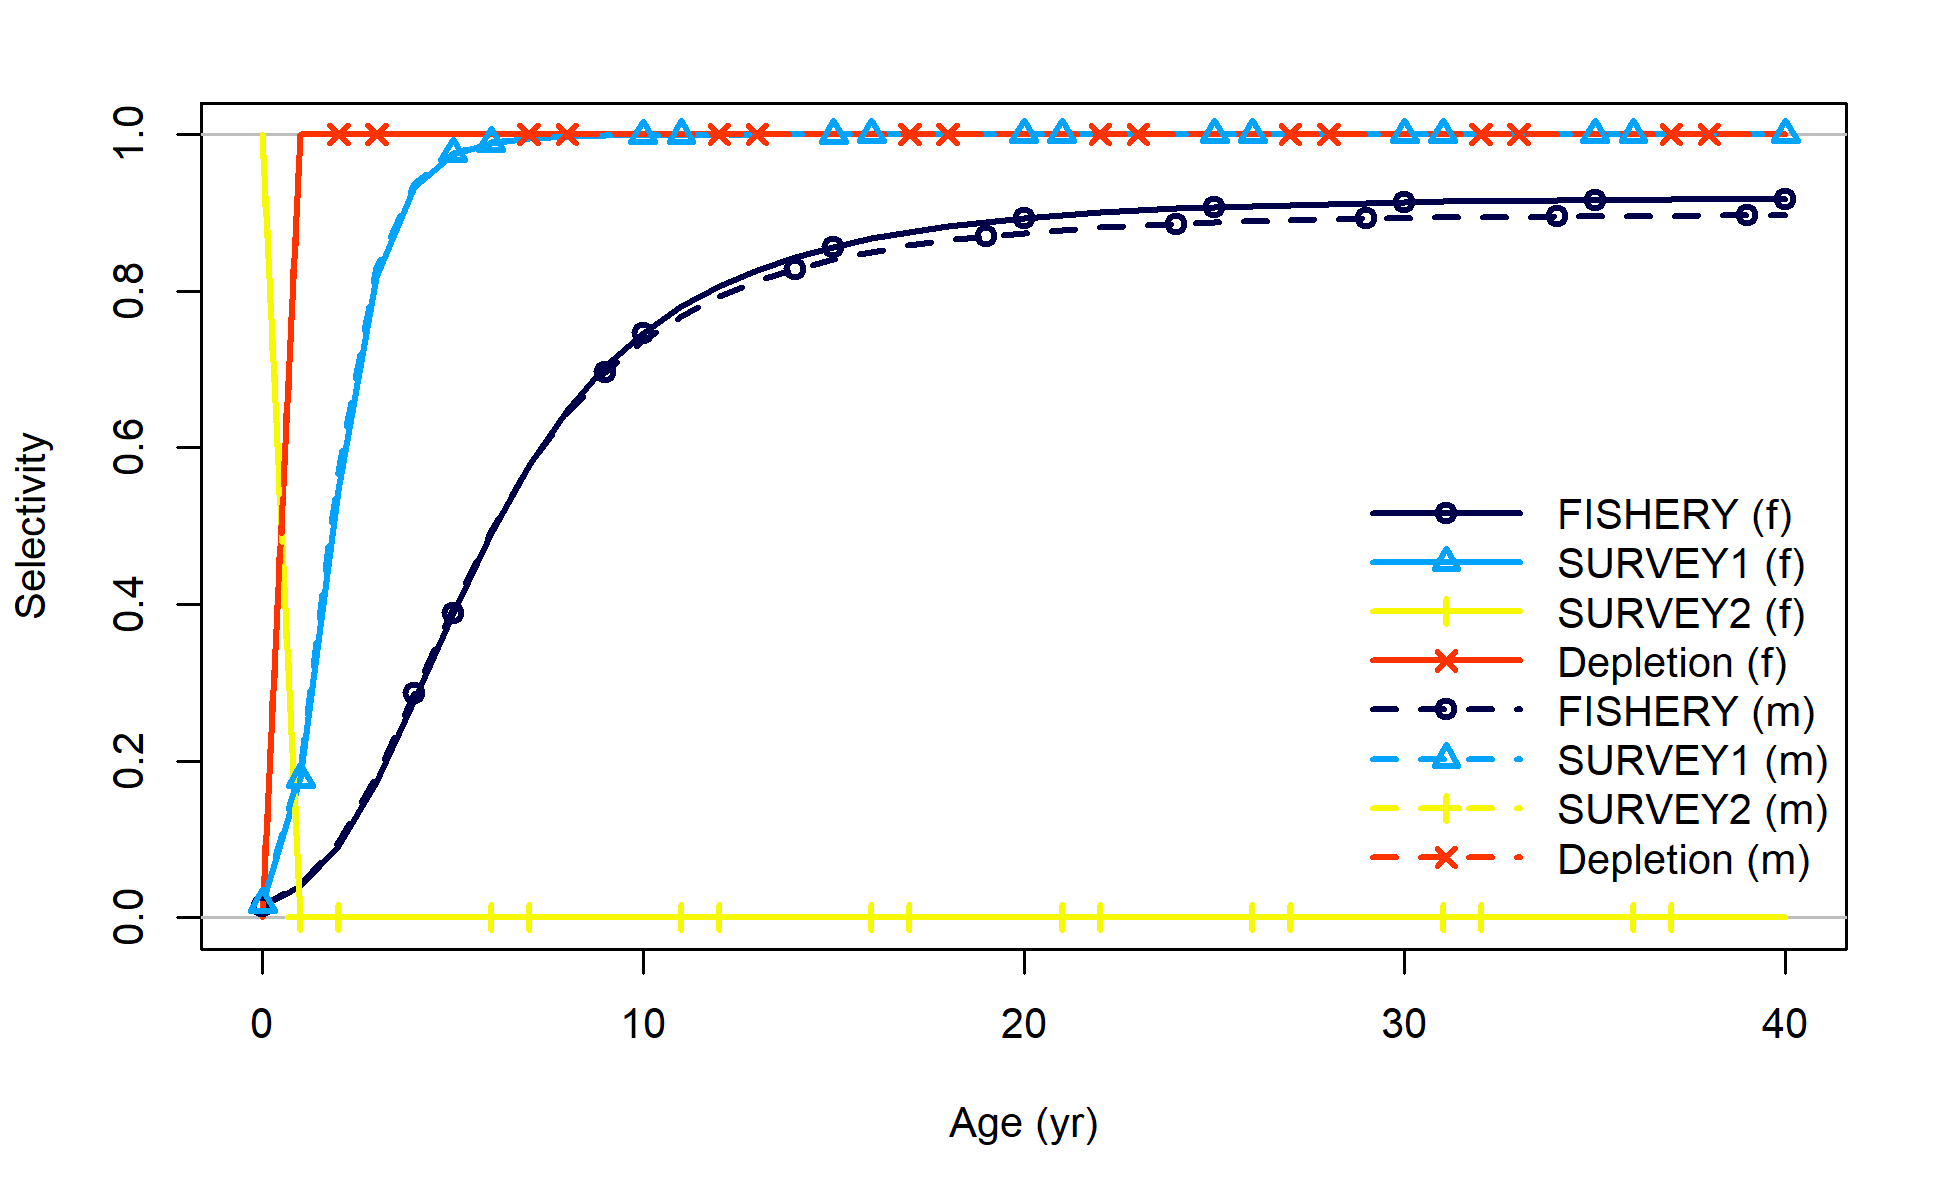 1.0
0.8
0.6
0.4
0.2
0.0
Selectivity
FISHERY (f)
SURVEY1 (f)
SURVEY2 (f)
Depletion (f)
FISHERY (m)
SURVEY1 (m)
SURVEY2 (m)
Depletion (m)
0 10 20 30 40
Age (yr)